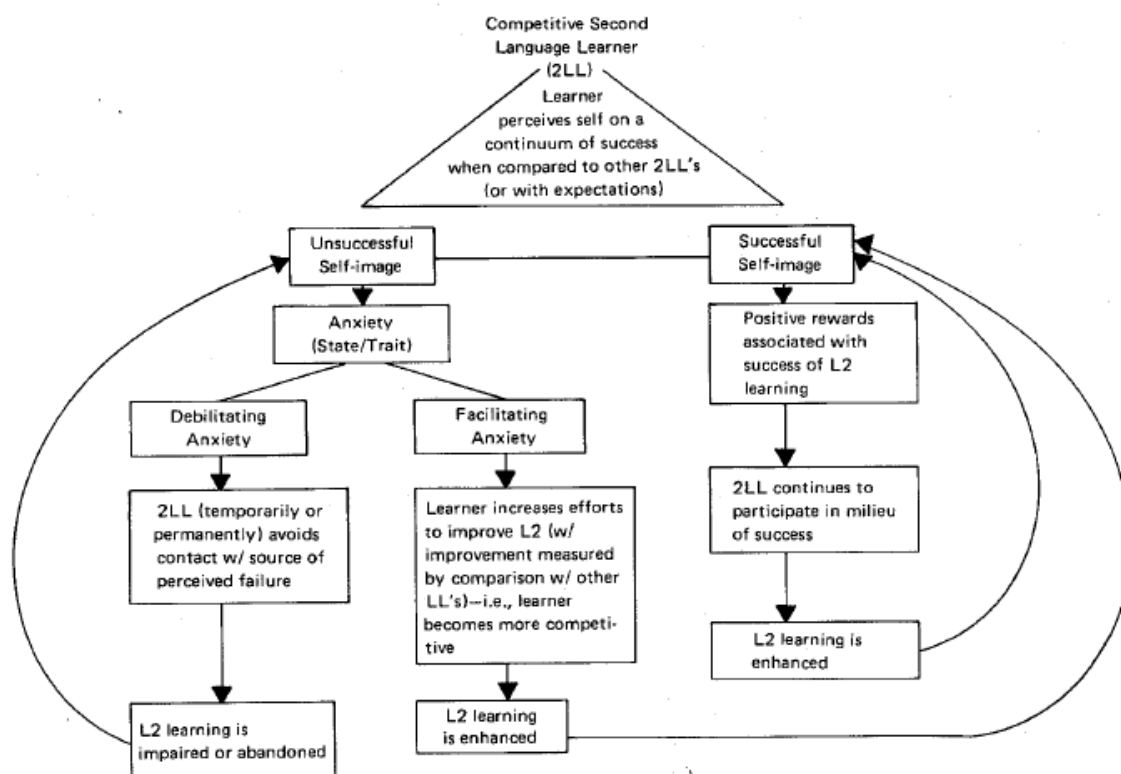 Competitive Second
Language Learner
(2LL)
Learner
perceives self on a
continuum of success
when compared to other 2LL's
(or with expectations)
Unsuccessful
Self-image
Successful
Self-image
Anxiety
(State/Trait)
Positive rewards
associated with
success of L2
learning
Debilitating
Anxiety
Facilitating
Anxiety
2LL (temporarily or
permanently) avoids
contact w/ source of
perceived failure
Learner increases efforts
to improve L2 (w/
improvement measured
by comparison w/ other
LL's)—i.e., learner
becomes more competi-
tive
2LL continues to
participate in milieu
of success
L2 learning is
enhanced
L2 learning is
impaired or abandoned
L2 learning
is enhanced